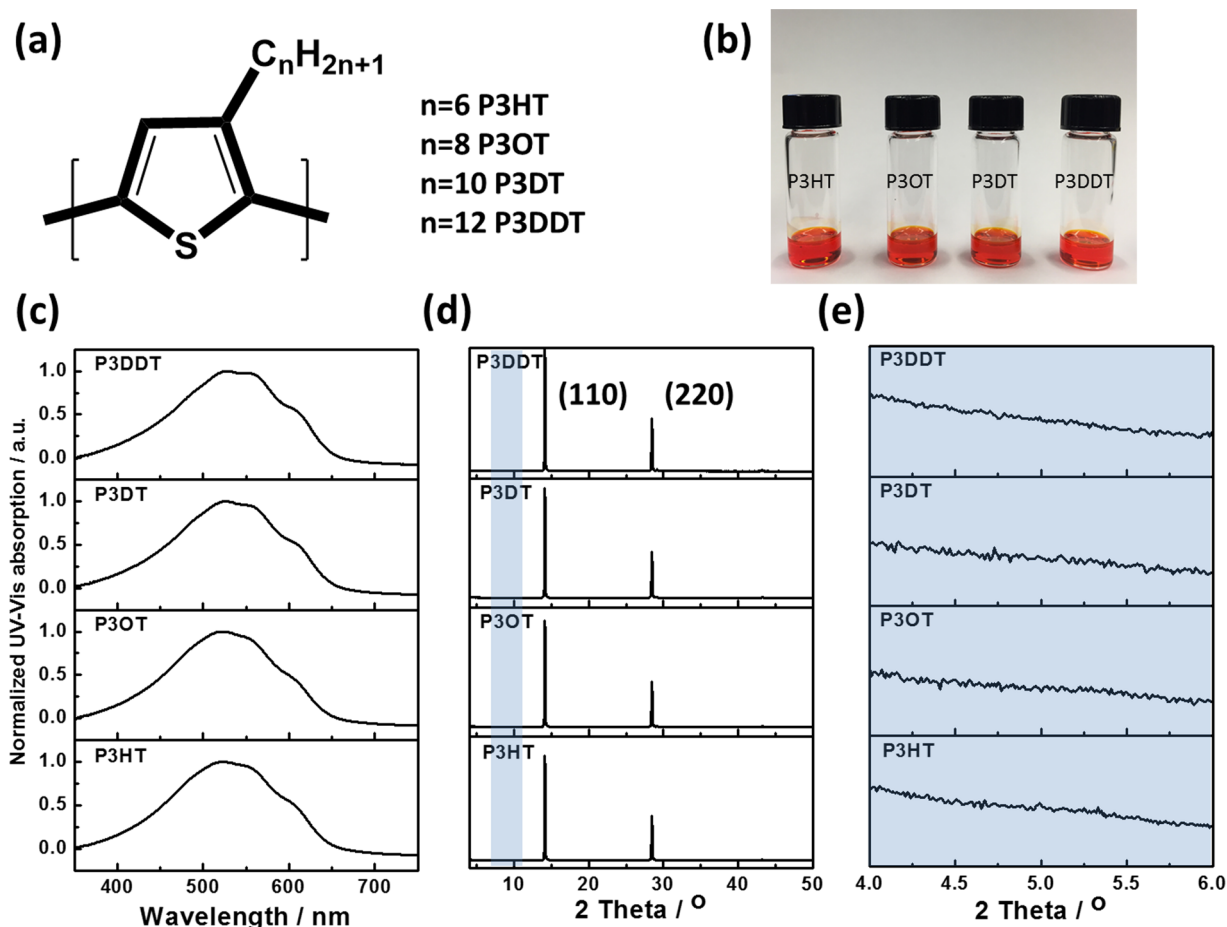 (a)
CnH2n+1
S
n=6 P3HT
n=8 P3OT
n=10 P3DT
n=12 P3DDT
(b)
P3HT P3OT P3DT P3DDT
(c)
Normalized UV-Vis absorption / a.u.
P3DDT
1.0
0.5
0.0
P3DT
1.0
0.5
0.0
P3OT
1.0
0.5
0.0
P3HT
1.0
0.5
0.0
400 500 600 700
Wavelength / nm
(d)
P3DDT
(110) (220)
P3DT
P3OT
P3HT
10 20 30 40 50
2 Theta / o
(e)
P3DDT
P3DT
P3OT
P3HT
4.0 4.5 5.0 5.5 6.0
2 Theta / o